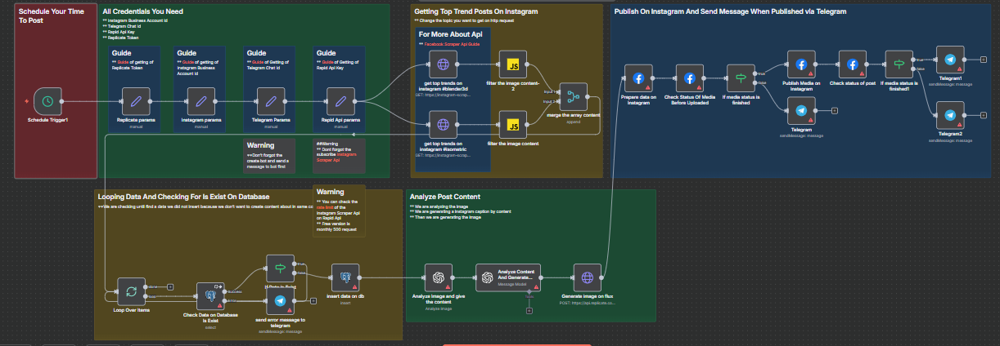 Schedule Your Time
To Post
Schedule Trigger1
All Credentials You Need
** Instagram Business Account Id
** Telegram Chat Id
** Rapid Api Key
** Replicate Token
Guide
** Guide of getting of
Replicate Token
Replicate params
manual
Guide
** Guide of getting of
Instagram Business
Account Id
Instagram params
manual
Guide
** Guide of Getting of
Telegram Chat Id
Telegram Params
manual
Guide
** Guide of Getting of
Rapid Api Key
Rapid Api params
manual
Warning
**Don't forgot the
create bot and send a
message to bot first
##Warning
** Dont forgot the
subscribe Instagram
Scraper Api
Getting Top Trend Posts On Instagram
** Change the topic you want to get on http request
For More About Api
** Facebook Scraper Api Guide
get top trends on
instagram #blender3d
GET: https://instagram-scrap...
filter the image content-
2
get top trends on
instagram #isometric
GET: https://instagram-scrap...
filter the image content
Input 1
Input 2
merge the array content
append
Publish On Instagram And Send Message When Published via Telegram
Prepare data on
Instagram
Check Status Of Media
Before Uploaded
If media status is
finished
true
false
Publish Media on
Instagram
Telegram
sendMessage: message
Check status of post
If media status is
finished1
true
false
Telegram1
sendMessage: message
Telegram2
sendMessage: message
Looping Data And Checking For Is Exist On Database
**We are checking until find a data we did not insert because we don't want to create content about in same co
Warning
** You can check the
rate limit of the
Instagram Scraper Api
on Rapid Api
** Free version is
monthly 500 request
Loop Over Items
done
loop
Check Data on Database
Is Exist
select
Success
Error
If Data is Exist
true
false
send error message to
telegram
sendMessage: message
insert data on db
insert
Analyze Post Content
** We are analyzing the image
** We are generating a instagram caption by content
** Then we are generating the image
Analyze image and give
the content
Analyze Image
Analyze Content
And Generate...
Message Model
Tools
Generate image on flux
POST: https://api.replicate.co...